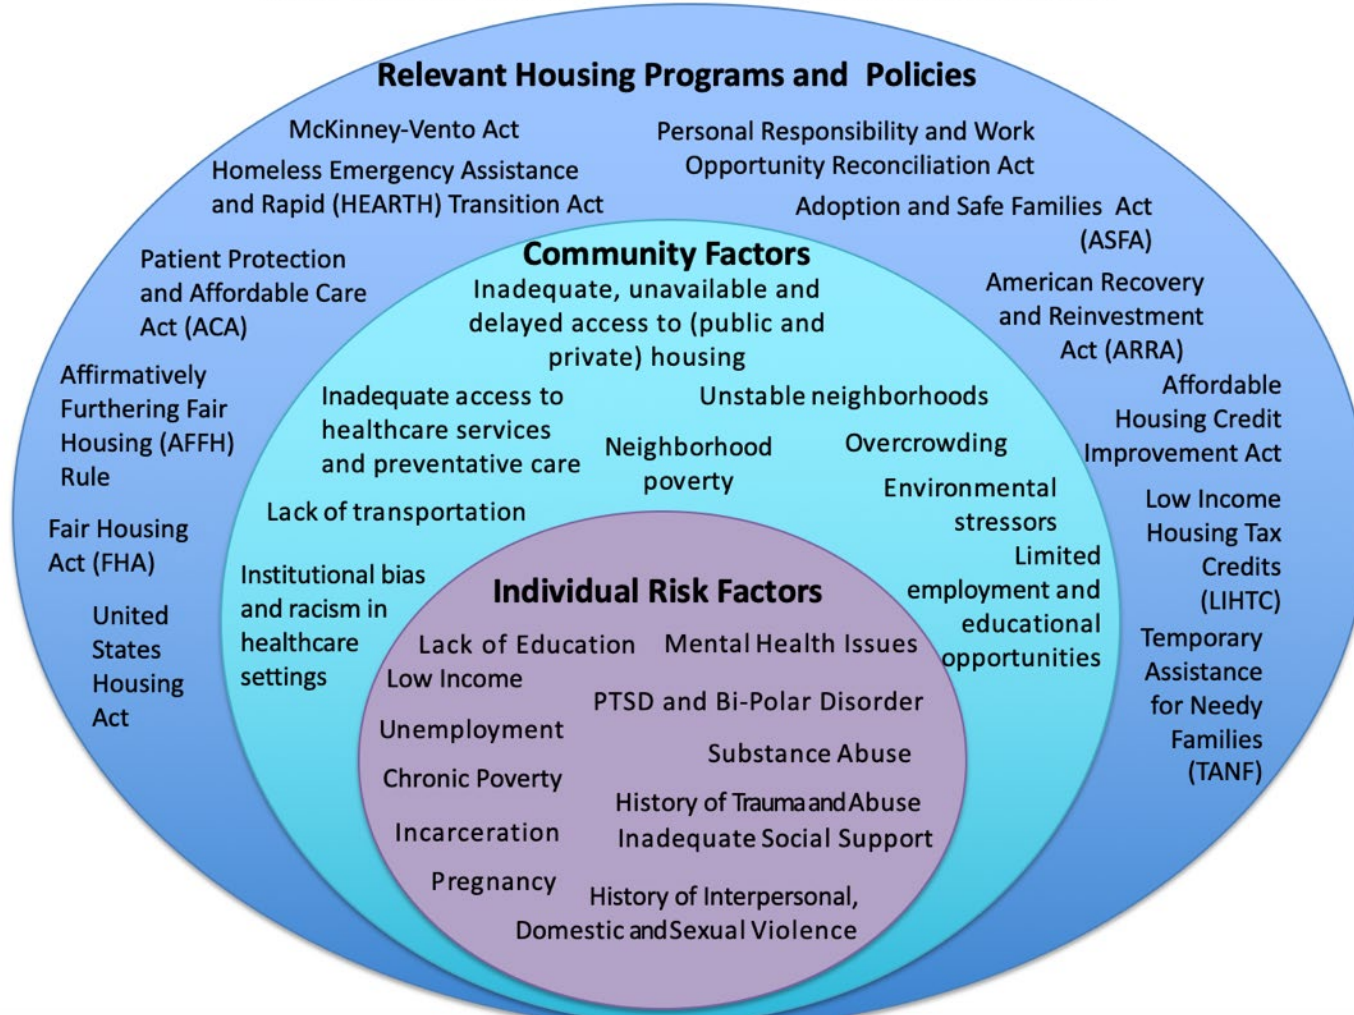 Relevant Housing Programs and Policies
McKinney-Vento Act
Homeless Emergency Assistance
and Rapid (HEARTH) Transition Act
Patient Protection
and Affordable Care
Act (ACA)
Affirmatively
Furthering Fair
Housing (AFFH)
Rule
Fair Housing
Act (FHA)
United
States
Housing
Act
Personal Responsibility and Work
Opportunity Reconciliation Act
Adoption and Safe Families Act
(ASFA)
American Recovery
and Reinvestment
Act (ARRA)
Affordable
Housing Credit
Improvement Act
Low Income
Housing Tax
Credits
(LIHTC)
Temporary
Assistance
for Needy
Families
(TANF)
Community Factors
Inadequate, unavailable and
delayed access to (public and
private) housing
Inadequate access to
healthcare services
and preventative care
Lack of transportation
Institutional bias
and racism in
healthcare
settings
Neighborhood
poverty
Unstable neighborhoods
Overcrowding
Environmental
stressors
Limited
employment and
educational
opportunities
Individual Risk Factors
Lack of Education
Low Income
Unemployment
Chronic Poverty
Incarceration
Pregnancy
Mental Health Issues
PTSD and Bi-Polar Disorder
Substance Abuse
History of Trauma and Abuse
Inadequate Social Support
History of Interpersonal,
Domestic and Sexual Violence